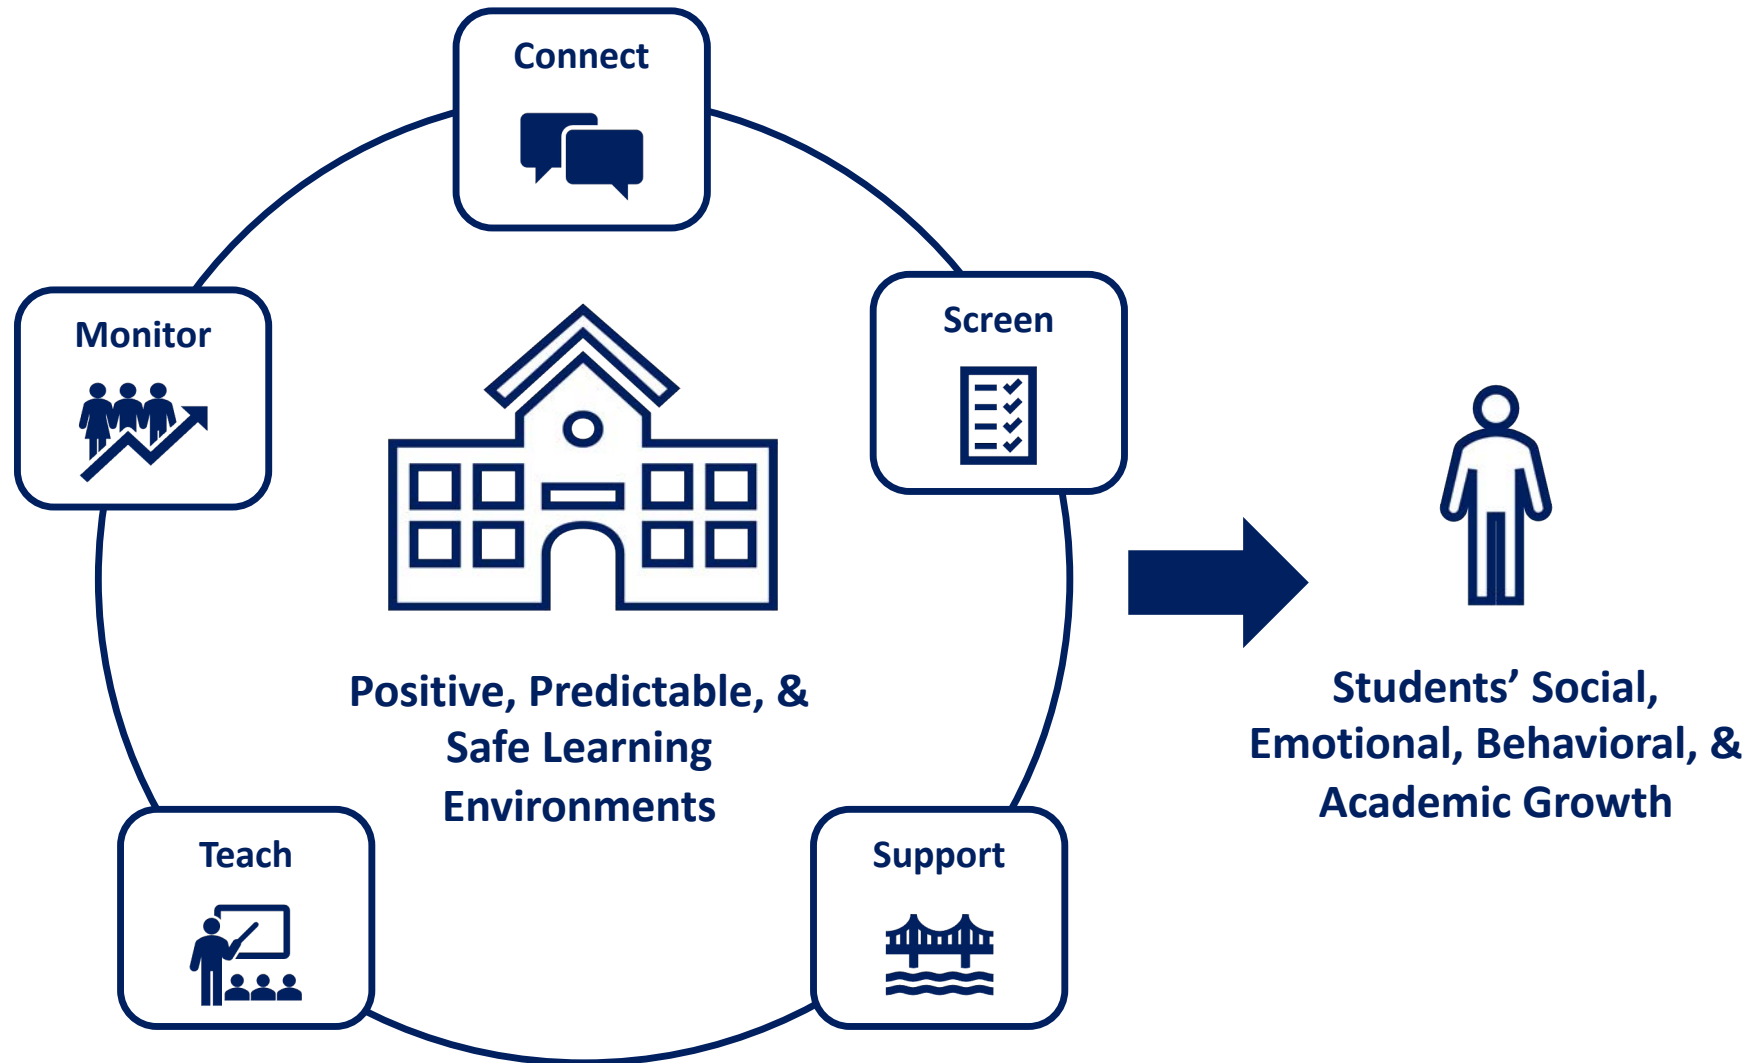 Connect
Screen
Monitor
Positive, Predictable, &
Safe Learning
Environments
Students’ Social,
Emotional, Behavioral, &
Academic Growth
Teach
Support